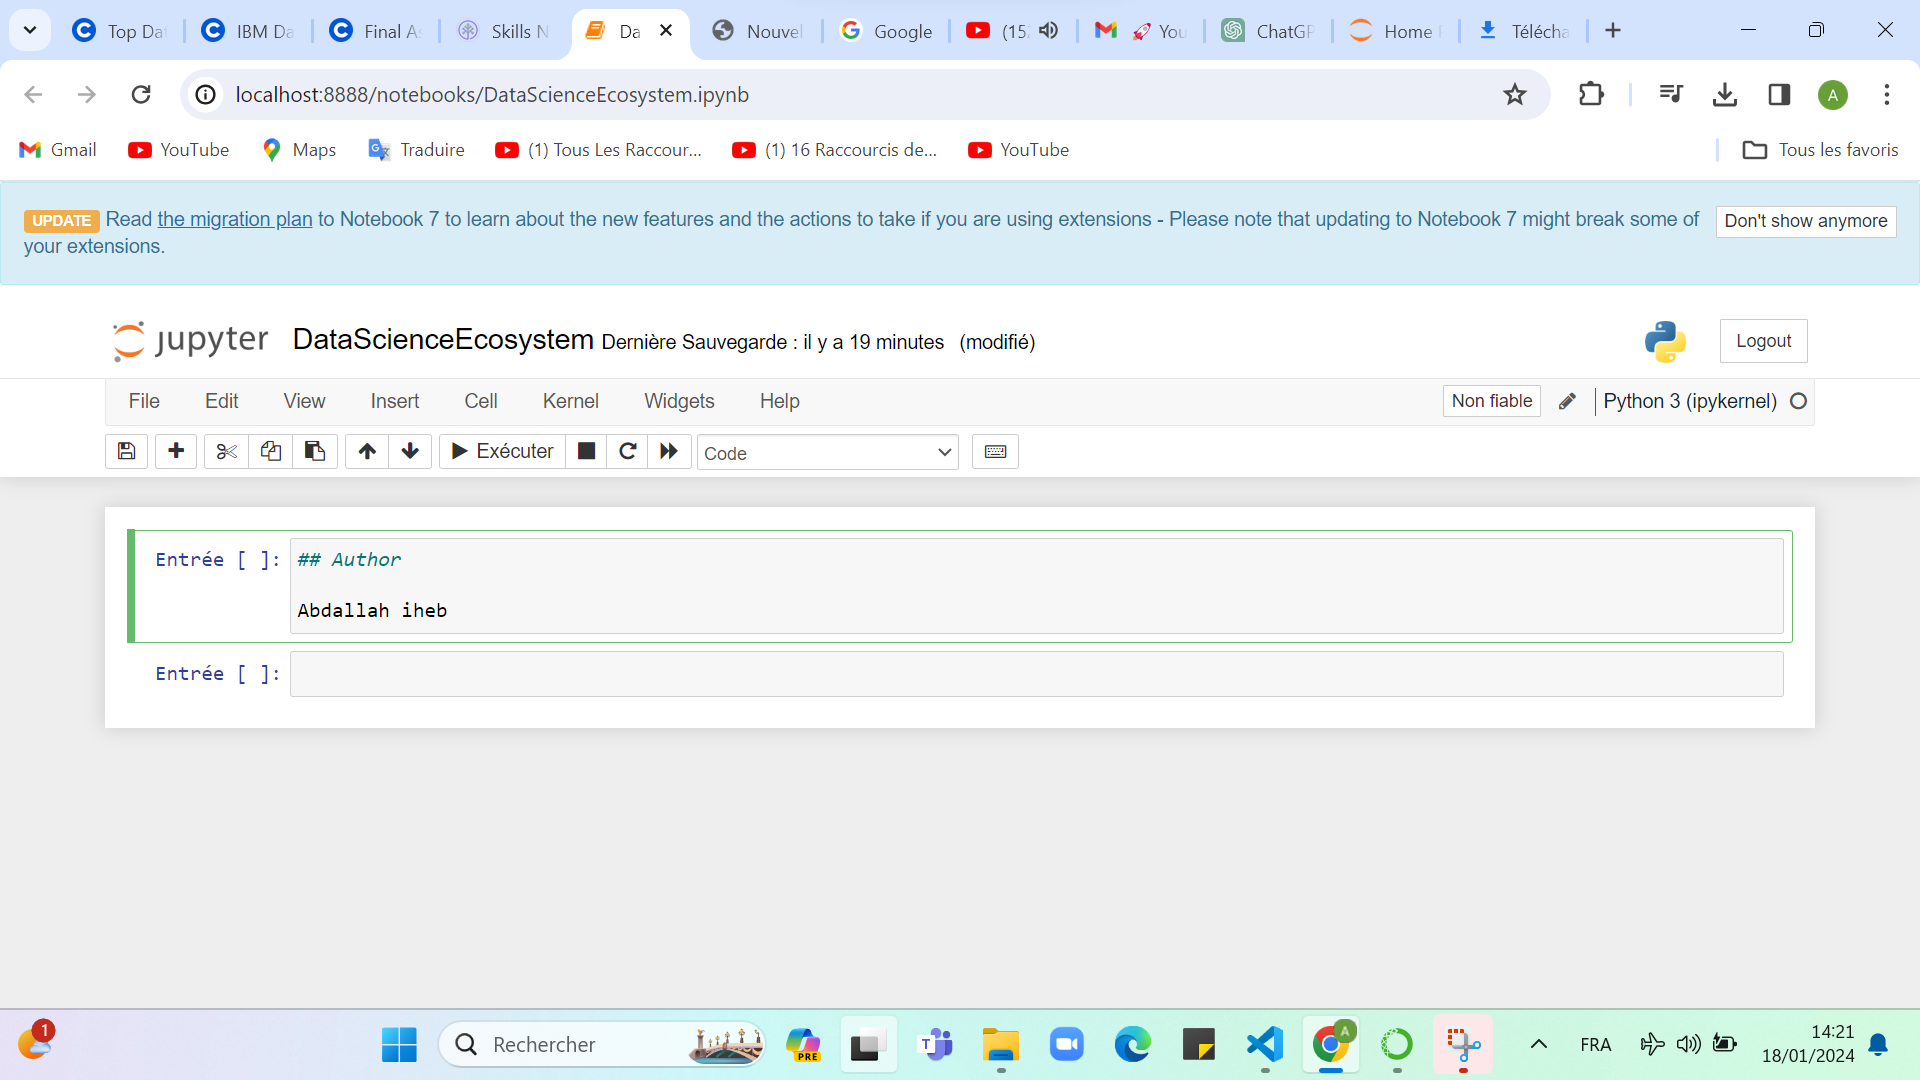 Top Da
IBM Da
Final A
Skills N
Da
Nouvel
Google
(15
You
ChatGP
Home
Télécha
localhost:8888/notebooks/DataScienceEcosystem.ipynb
A
Gmail
YouTube
Maps
Traduire
(1) Tous Les Raccour...
(1) 16 Raccourcis de...
YouTube
Tous les favoris
UPDATE Read the migration plan to Notebook 7 to learn about the new features and the actions to take if you are using extensions - Please note that updating to Notebook 7 might break some of
your extensions.
Don't show anymore
jupyter DataScienceEcosystem Dernière Sauvegarde : il y a 19 minutes (modifié)
Logout
File Edit View Insert Cell Kernel Widgets Help
Non fiable
Python 3 (ipykernel)
Exécuter
Code
Entrée [ ]:
## Author
Abdallah iheb
Entrée [ ]:
1
Rechercher
PRE
A
FRA
14:21
18/01/2024